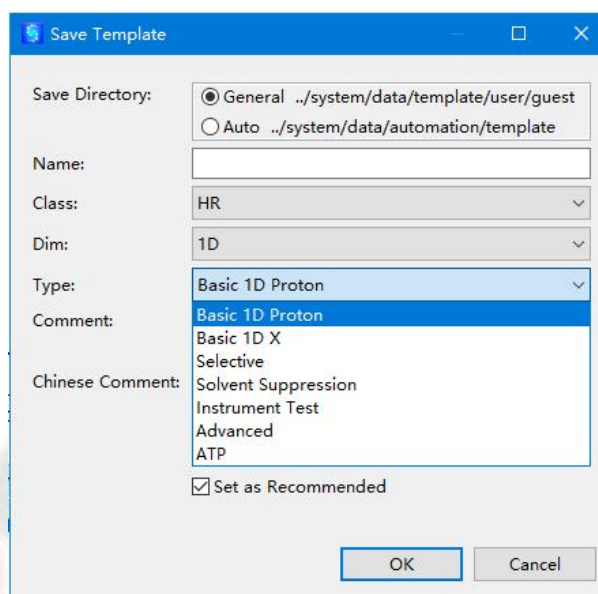 Save Template
Save Directory:
General ../system/data/template/user/guest
Auto ../system/data/automation/template
Name:
Class:
HR
Dim:
1D
Type:
Basic 1D Proton
Comment:
Basic 1D Proton
Basic 1D X
Selective
Chinese Comment:
Solvent Suppression
Instrument Test
Advanced
ATP
Set as Recommended
OK
Cancel